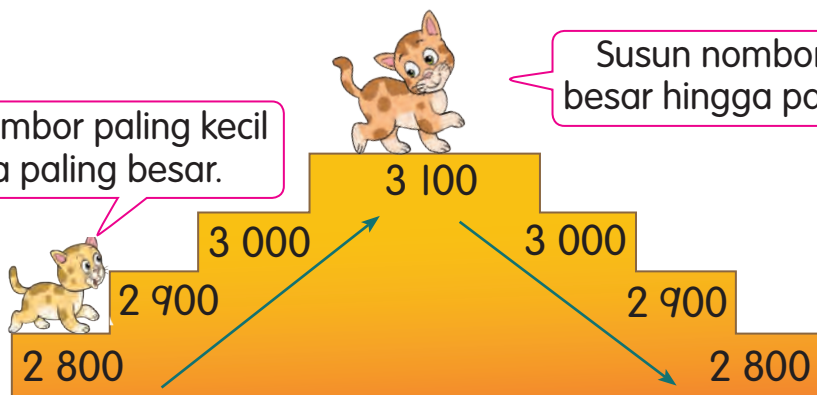 Susun nombor
besar hingga
mbor paling kecil
a paling besar.
3 100
3 000 3 000
2 900 2 900
2 800 2 800